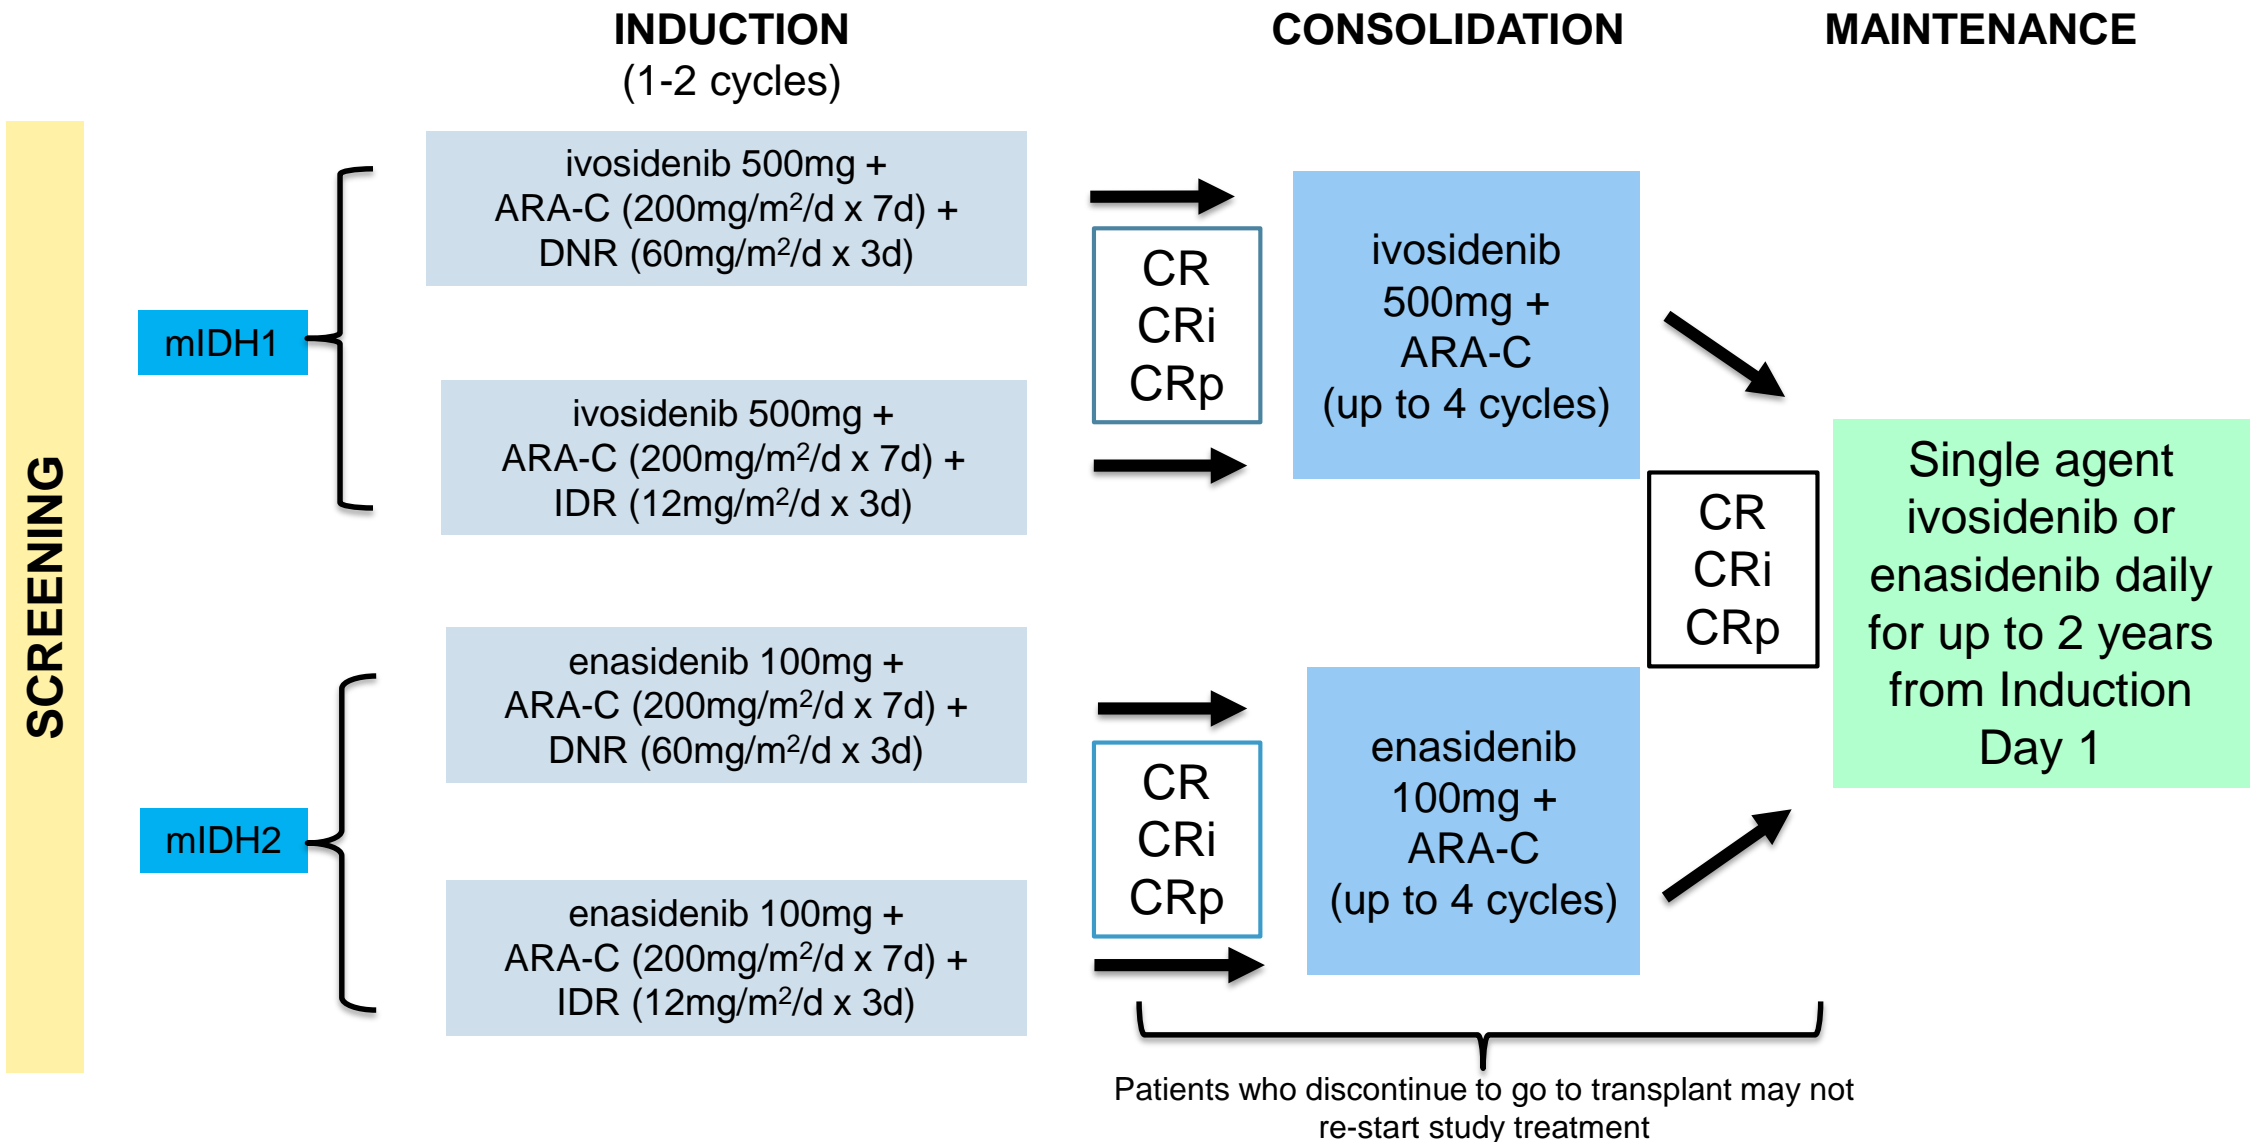 INDUCTION
(1-2 cycles)
CONSOLIDATION
MAINTENANCE
SCREENING
mIDH1
ivosidenib 500mg +
ARA-C (200mg/m²/d x 7d) +
DNR (60mg/m²/d x 3d)
ivosidenib 500mg +
ARA-C (200mg/m²/d x 7d) +
IDR (12mg/m²/d x 3d)
CR
CRi
CRp
ivosidenib
500mg +
ARA-C
(up to 4 cycles)
mIDH2
enasidenib 100mg +
ARA-C (200mg/m²/d x 7d) +
DNR (60mg/m²/d x 3d)
enasidenib 100mg +
ARA-C (200mg/m²/d x 7d) +
IDR (12mg/m²/d x 3d)
CR
CRi
CRp
enasidenib
100mg +
ARA-C
(up to 4 cycles)
CR
CRi
CRp
Single agent
ivosidenib or
enasidenib daily
for up to 2 years
from Induction
Day 1
Patients who discontinue to go to transplant may not
re-start study treatment